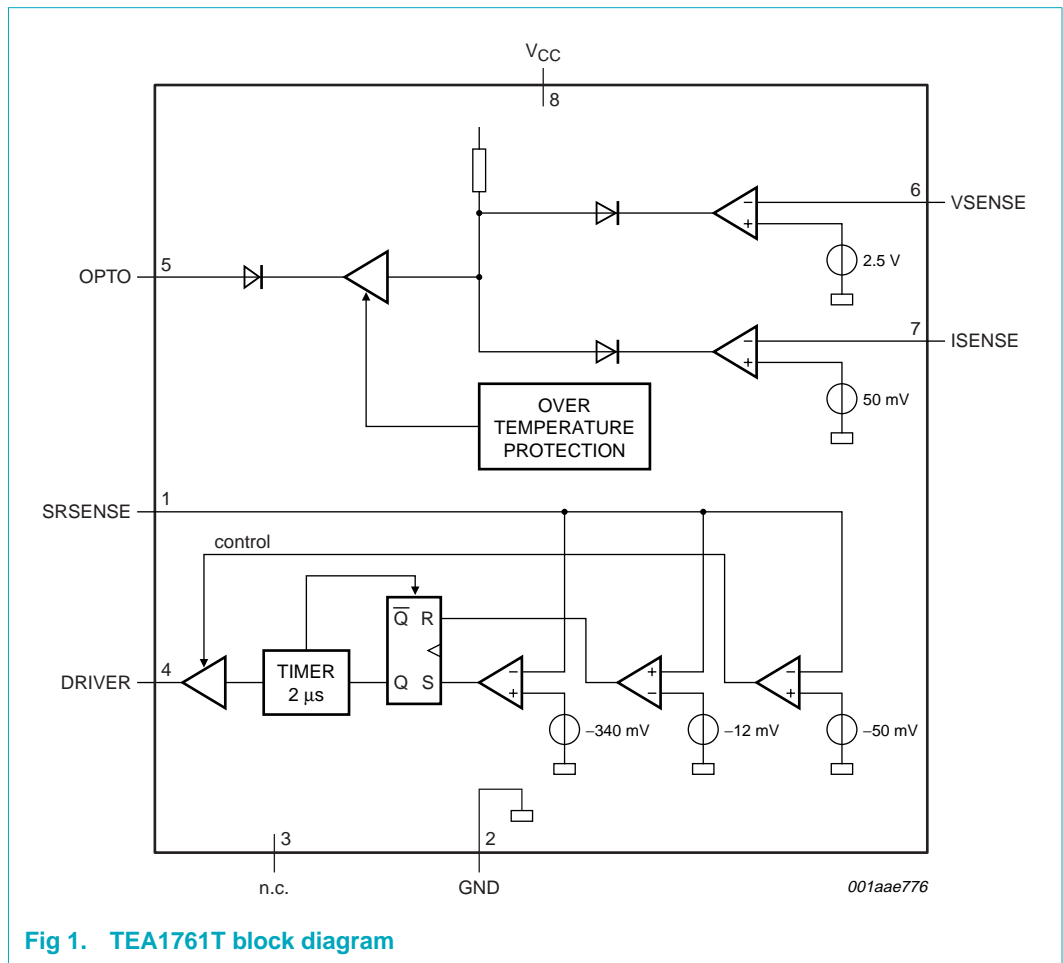 VCC
8
6
VSENSE
2.5 V
5
OPTO
7
ISENSE
50 mV
OVER
TEMPERATURE
PROTECTION
1
SRSENSE
control
Q̅ R
4
DRIVER
TIMER
2 μs
Q S
−340 mV
−12 mV
−50 mV
3
2
n.c.
GND
001aae776
Fig 1. TEA1761T block diagram